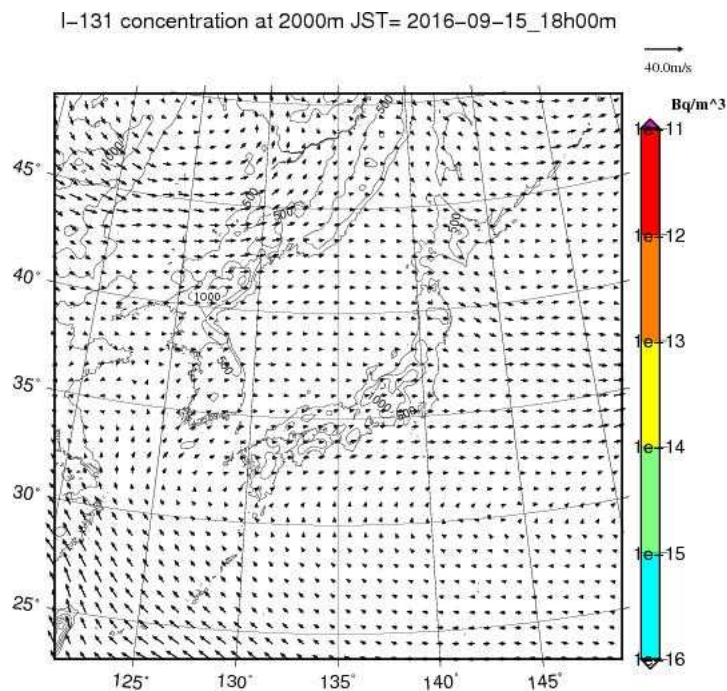 I-131 concentration at 2000m JST= 2016-09-15_18h00m
40.0m/s
Bq/m^3
1e-11
1e-12
1e-13
1e-14
1e-15
1e-16
45°
40°
35°
30°
25°
125°
130°
135°
140°
145°
1000
500
500
500
500
1000
500
1000
500